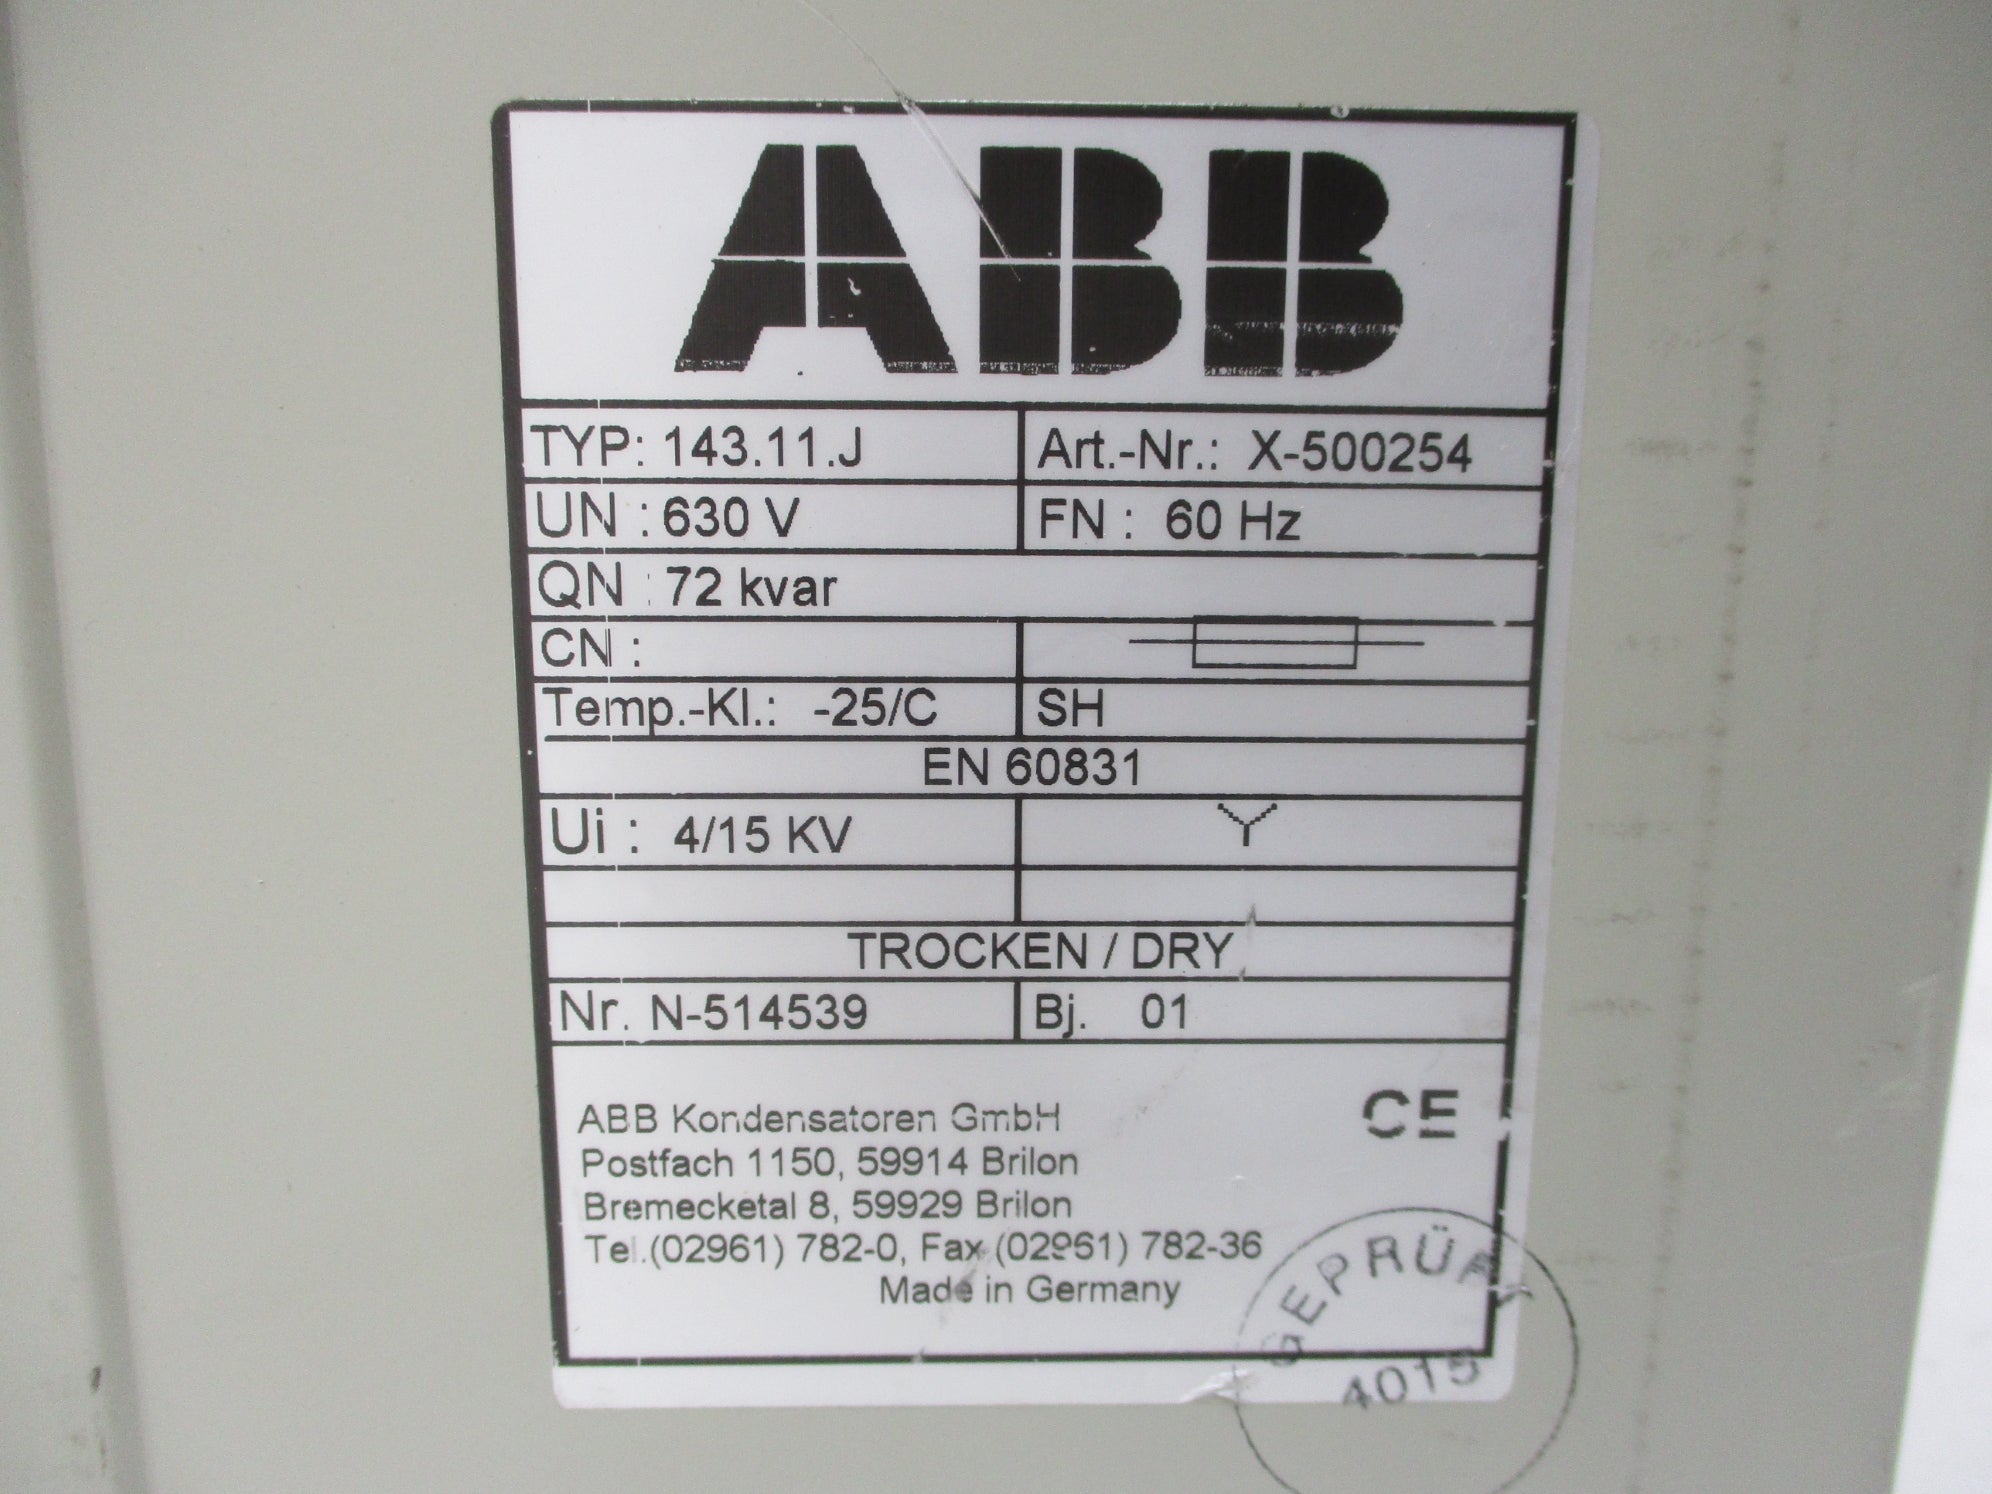 ABB
TYP: 143.11.J Art.-Nr.: X-500254
UN : 630 V FN : 60 Hz
QN : 72 kvar
CN :
Temp.-Kl.: -25/C SH
EN 60831
Ui : 4/15 KV
TROCKEN / DRY
Nr. N-514539 Bj. 01
ABB Kondensatoren GmbH
CE
Postfach 1150, 59914 Brilon
Bremecketal 8, 59929 Brilon
Tel.(02961) 782-0, Fax (02961) 782-36
Made in Germany
GEPRÜFT
4015